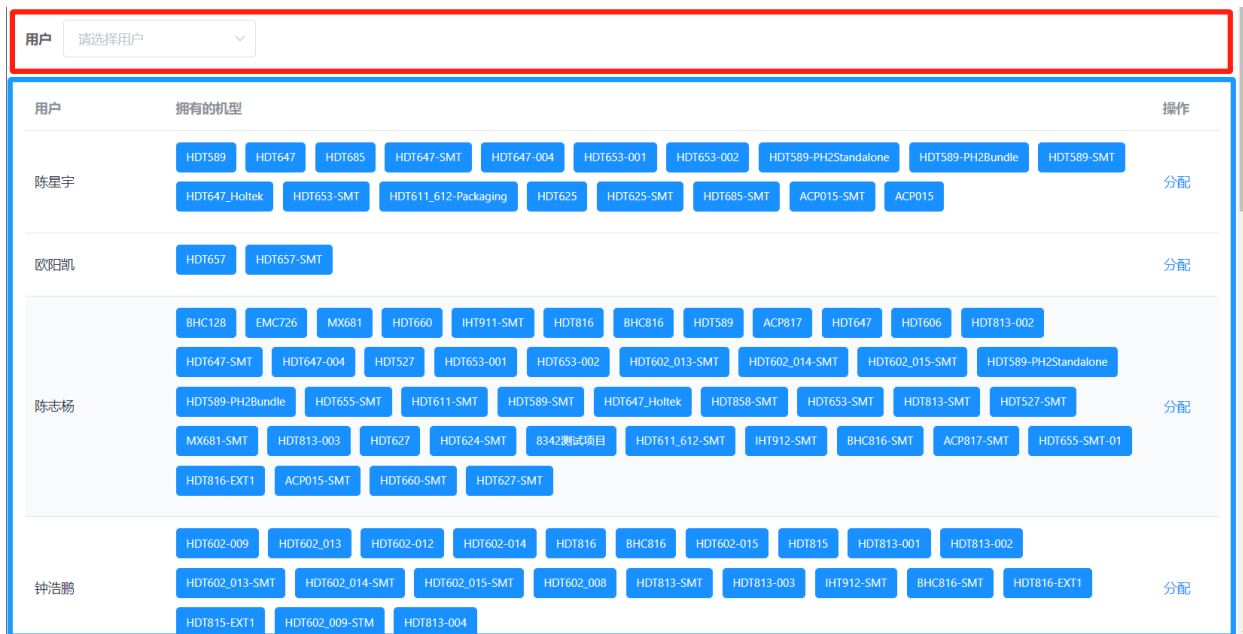 用户 请选择用户
用户 拥有的机型 操作
HDT589 HDT647 HDT685 HDT647-SMT HDT647-004 HDT653-001 HDT653-002 HDT589-PH2Standalone HDT589-PH2Bundle HDT589-SMT
陈星宇 分配
HDT647_Holtek HDT653-SMT HDT611_612-Packaging HDT625 HDT625-SMT HDT685-SMT ACP015-SMT ACP015
欧阳凯 HDT657 HDT657-SMT 分配
BHC128 EMC726 MX681 HDT660 IHT911-SMT HDT816 BHC816 HDT589 ACP817 HDT647 HDT606 HDT813-002
HDT647-SMT HDT647-004 HDT527 HDT653-001 HDT653-002 HDT602_013-SMT HDT602_014-SMT HDT602_015-SMT HDT589-PH2Standalone
陈志杨 HDT589-PH2Bundle HDT655-SMT HDT611-SMT HDT589-SMT HDT647_Holtek HDT858-SMT HDT653-SMT HDT813-SMT HDT527-SMT 分配
MX681-SMT HDT813-003 HDT627 HDT624-SMT 8342测试项目 HDT611_612-SMT IHT912-SMT BHC816-SMT ACP817-SMT HDT655-SMT-01
HDT816-EXT1 ACP015-SMT HDT660-SMT HDT627-SMT
HDT602-009 HDT602_013 HDT602-012 HDT602-014 HDT816 BHC816 HDT602-015 HDT815 HDT813-001 HDT813-002
钟浩鹏 HDT602_013-SMT HDT602_014-SMT HDT602_015-SMT HDT602_008 HDT813-SMT HDT813-003 IHT912-SMT BHC816-SMT HDT816-EXT1 分配
HDT815-EXT1 HDT602_009-STM HDT813-004